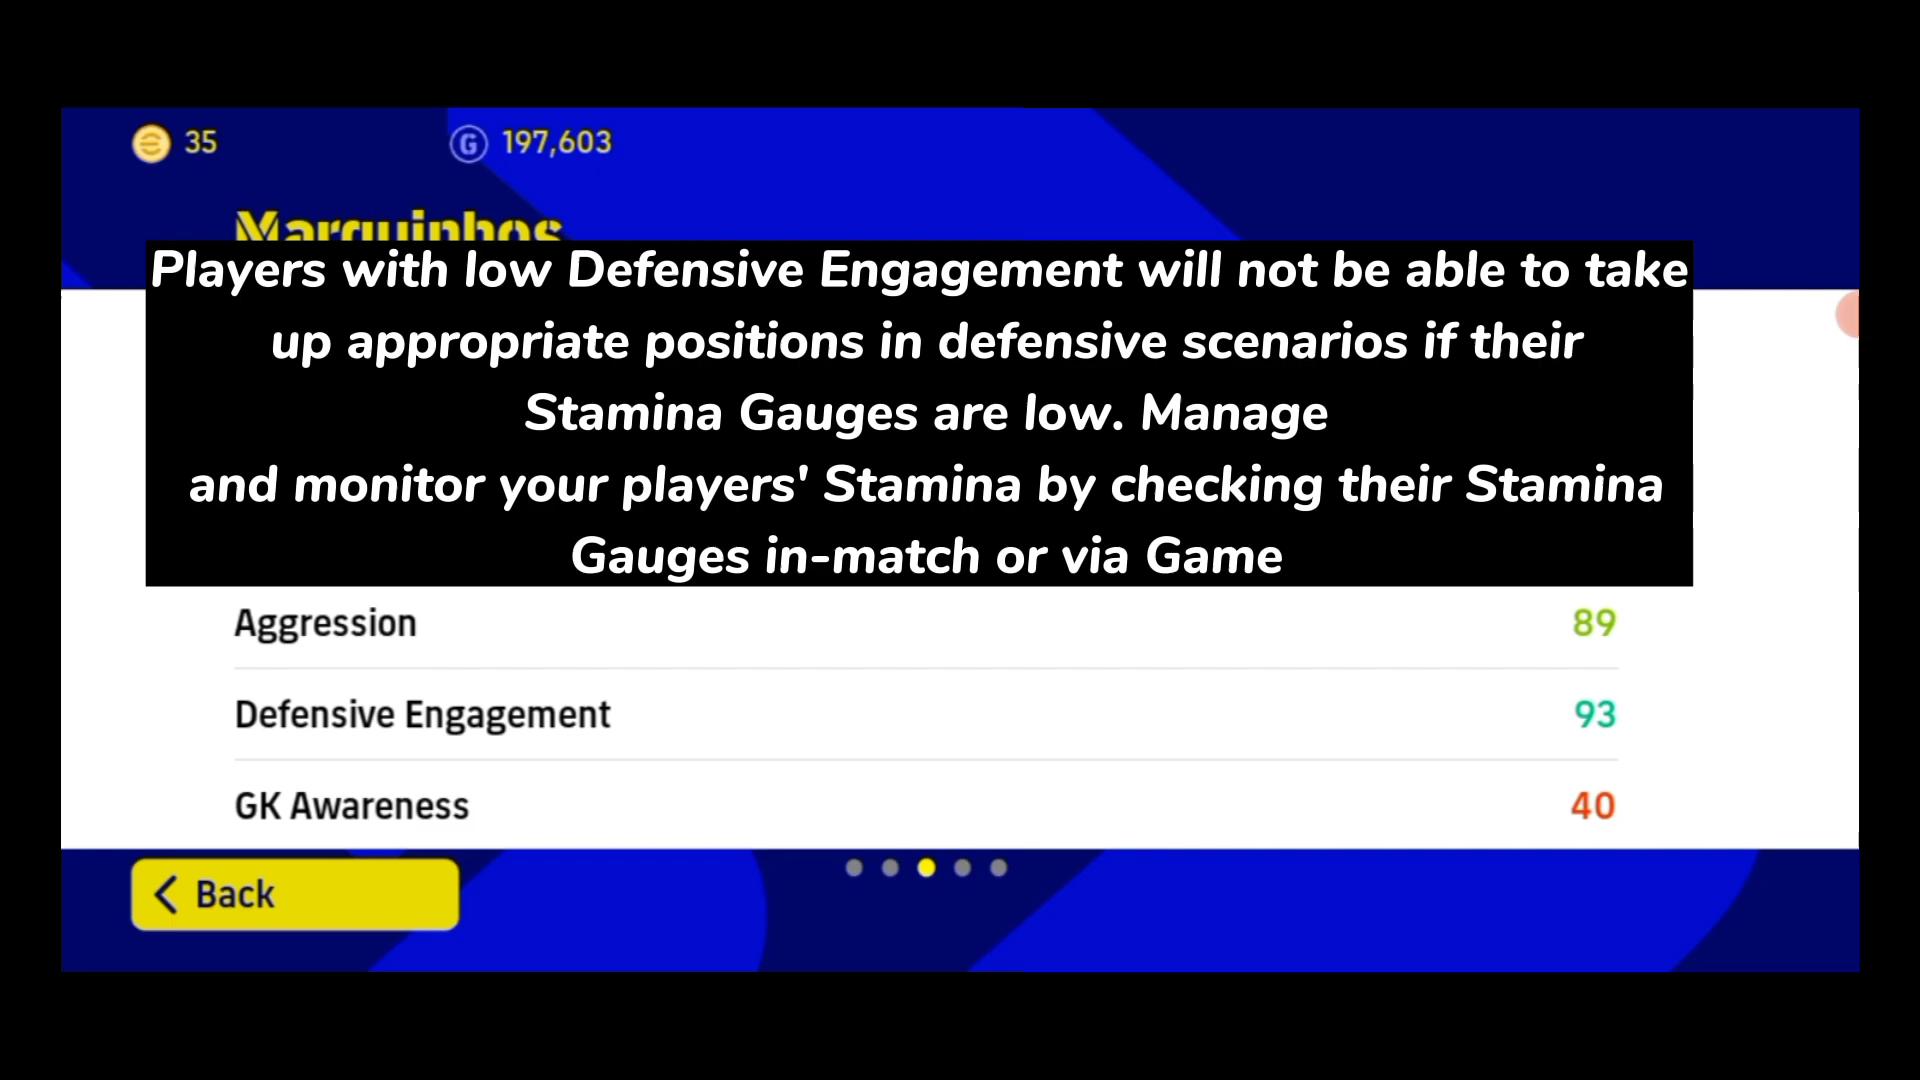 35
197,603
Marquinhos
Players with low Defensive Engagement will not be able to take
up appropriate positions in defensive scenarios if their
Stamina Gauges are low. Manage
and monitor your players' Stamina by checking their Stamina
Gauges in-match or via Game
Aggression 89
Defensive Engagement 93
GK Awareness 40
Back